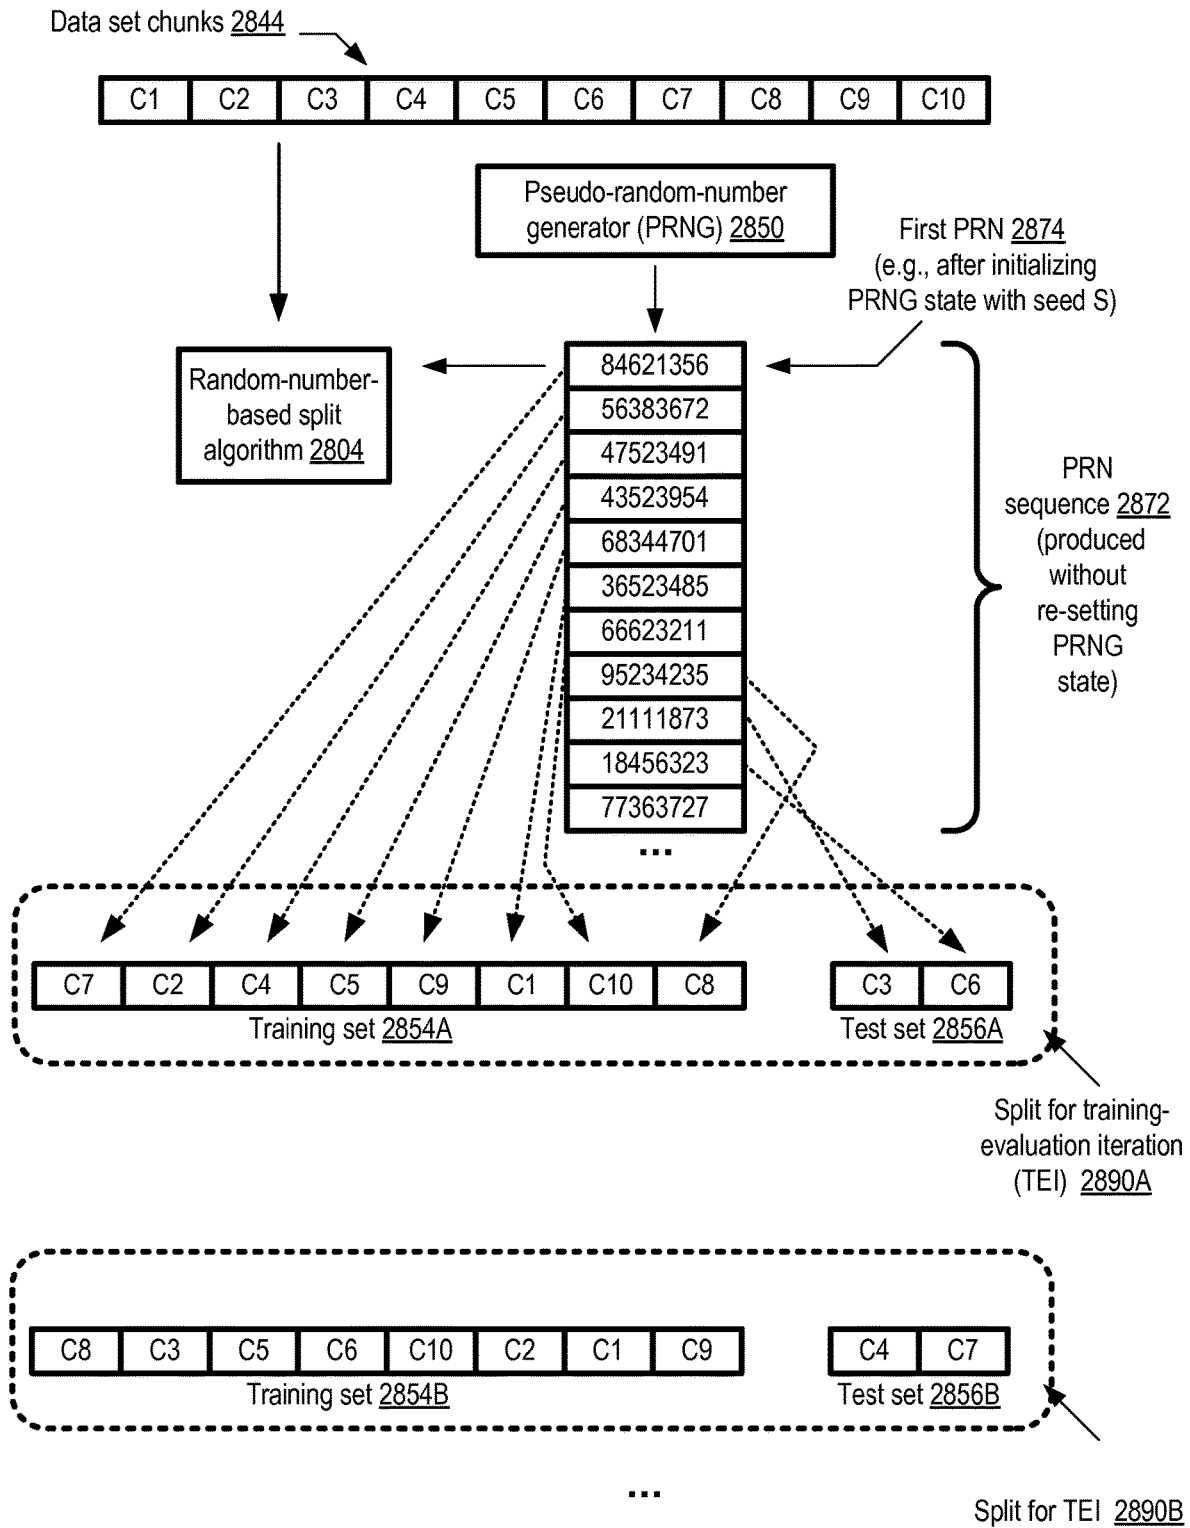 Data set chunks 2844
C1 C2 C3 C4 C5 C6 C7 C8 C9 C10
Pseudo-random-number
generator (PRNG) 2850
First PRN 2874
(e.g., after initializing
PRNG state with seed S)
Random-number-
based split
algorithm 2804
84621356
56383672
47523491
43523954
68344701
36523485
66623211
95234235
21111873
18456323
77363727
...
PRN
sequence 2872
(produced
without
re-setting
PRNG
state)
C7 C2 C4 C5 C9 C1 C10 C8
Training set 2854A
C3 C6
Test set 2856A
Split for training-
evaluation iteration
(TEI) 2890A
C8 C3 C5 C6 C10 C2 C1 C9
Training set 2854B
C4 C7
Test set 2856B
...
Split for TEI 2890B